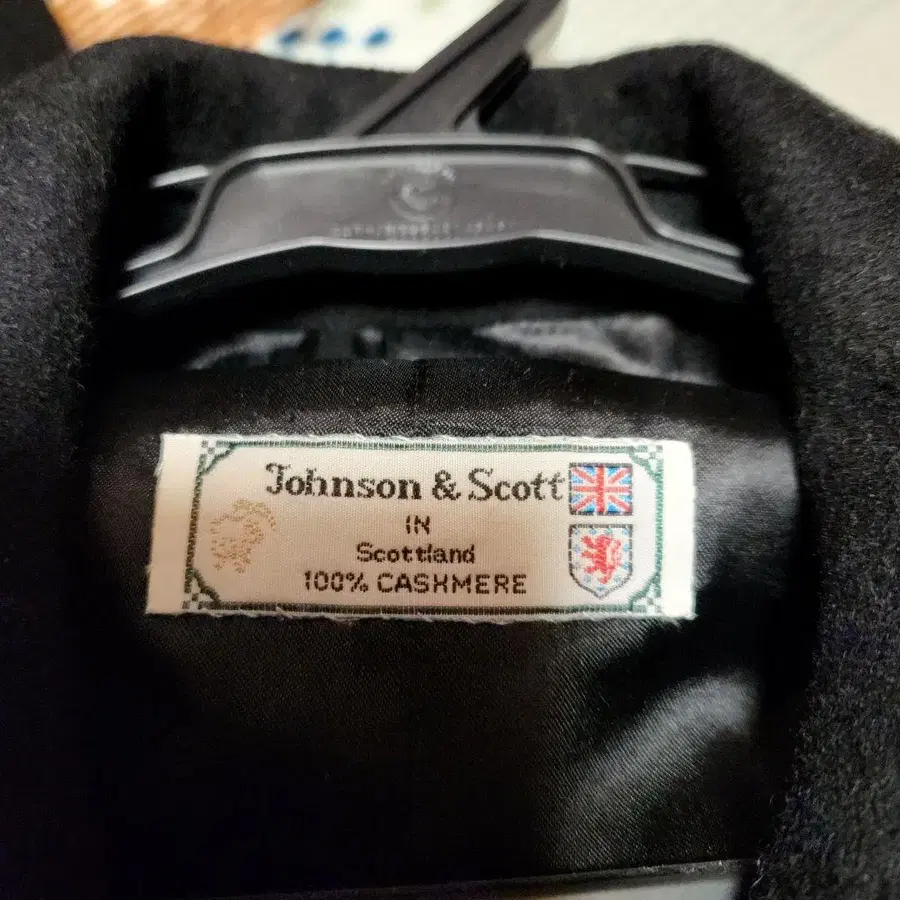 Johnson & Scott
IN
Scottland
100% CASHMERE